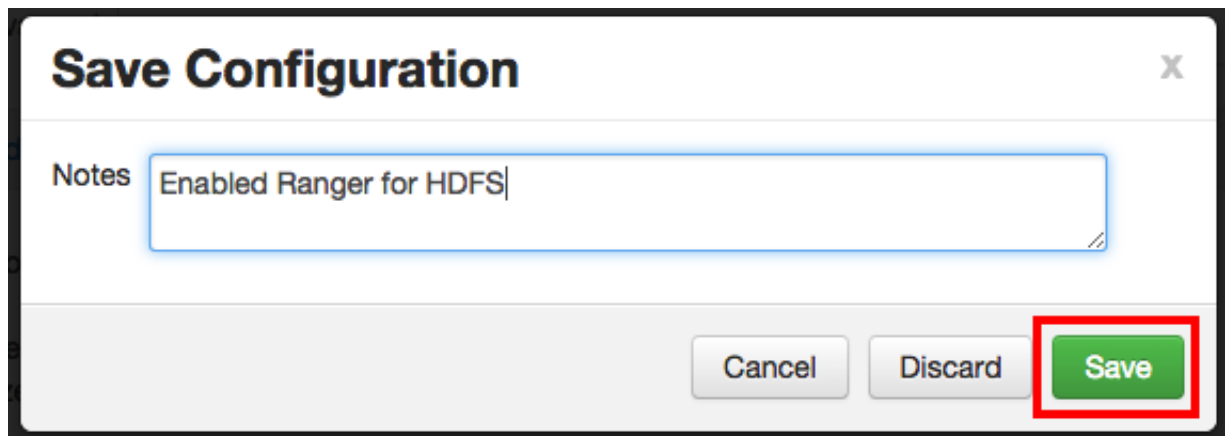 Save Configuration
x
Notes
Enabled Ranger for HDFS
Cancel
Discard
Save